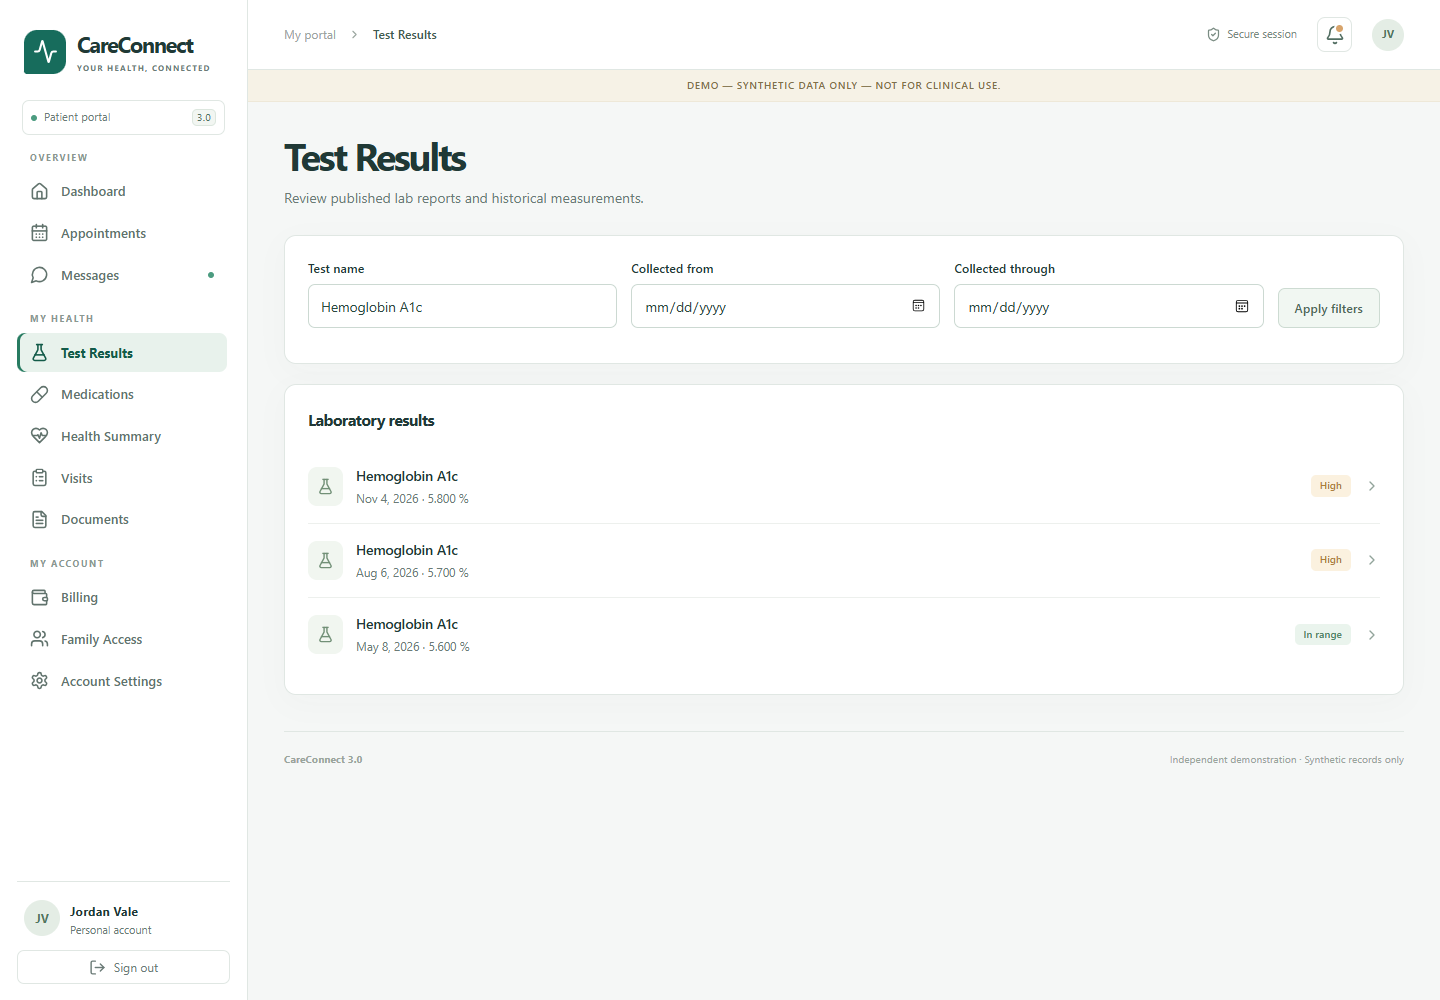 CareConnect
YOUR HEALTH, CONNECTED
Patient portal 3.0
OVERVIEW
Dashboard
Appointments
Messages
MY HEALTH
Test Results
Medications
Health Summary
Visits
Documents
MY ACCOUNT
Billing
Family Access
Account Settings
JV
Jordan Vale
Personal account
Sign out
My portal > Test Results
Secure session
JV
DEMO — SYNTHETIC DATA ONLY — NOT FOR CLINICAL USE.
Test Results
Review published lab reports and historical measurements.
Test name
Hemoglobin A1c
Collected from
mm/dd/yyyy
Collected through
mm/dd/yyyy
Apply filters
Laboratory results
Hemoglobin A1c
Nov 4, 2026 · 5.800 %
High
Hemoglobin A1c
Aug 6, 2026 · 5.700 %
High
Hemoglobin A1c
May 8, 2026 · 5.600 %
In range
CareConnect 3.0
Independent demonstration · Synthetic records only